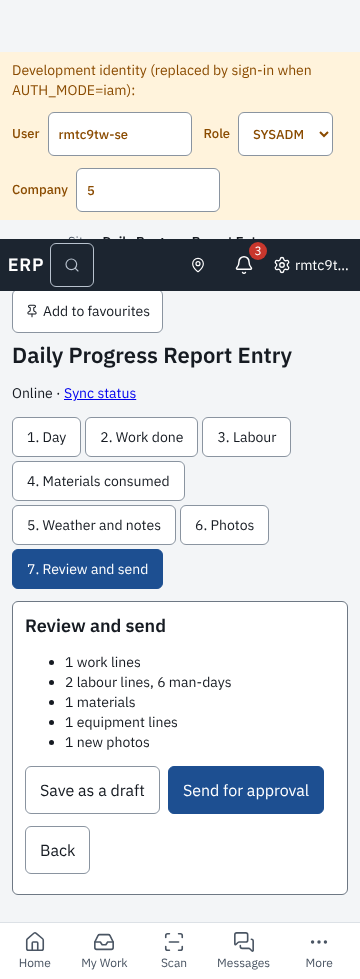 Development identity (replaced by sign-in when
AUTH_MODE=iam):
User rmtc9tw-se Role SYSADM
Company 5
ERP 3 rmtc9t...
Add to favourites
Daily Progress Report Entry
Online · Sync status
1. Day 2. Work done 3. Labour
4. Materials consumed
5. Weather and notes 6. Photos
7. Review and send
Review and send
1 work lines
2 labour lines, 6 man-days
1 materials
1 equipment lines
1 new photos
Save as a draft Send for approval
Back
Home My Work Scan Messages More